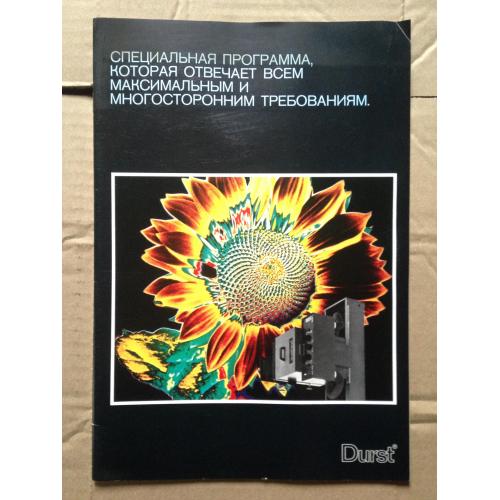 СПЕЦИАЛЬНАЯ ПРОГРАММА,
КОТОРАЯ ОТВЕЧАЕТ ВСЕМ
МАКСИМАЛЬНЫМ И
МНОГОСТОРОННИМ ТРЕБОВАНИЯМ.
Durst®